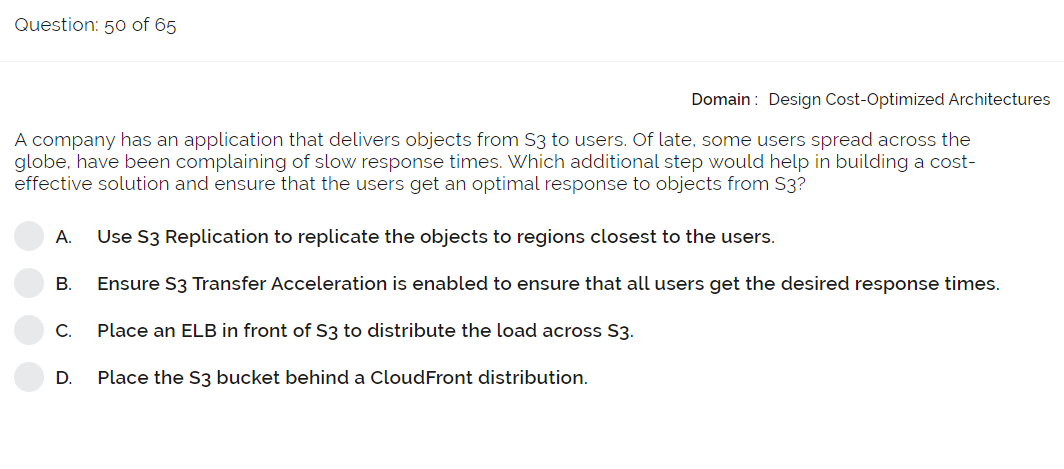 Question: 50 of 65
Domain : Design Cost-Optimized Architectures
A company has an application that delivers objects from S3 to users. Of late, some users spread across the
globe, have been complaining of slow response times. Which additional step would help in building a cost-
effective solution and ensure that the users get an optimal response to objects from S3?
A. Use S3 Replication to replicate the objects to regions closest to the users.
B. Ensure S3 Transfer Acceleration is enabled to ensure that all users get the desired response times.
C. Place an ELB in front of S3 to distribute the load across S3.
D. Place the S3 bucket behind a CloudFront distribution.